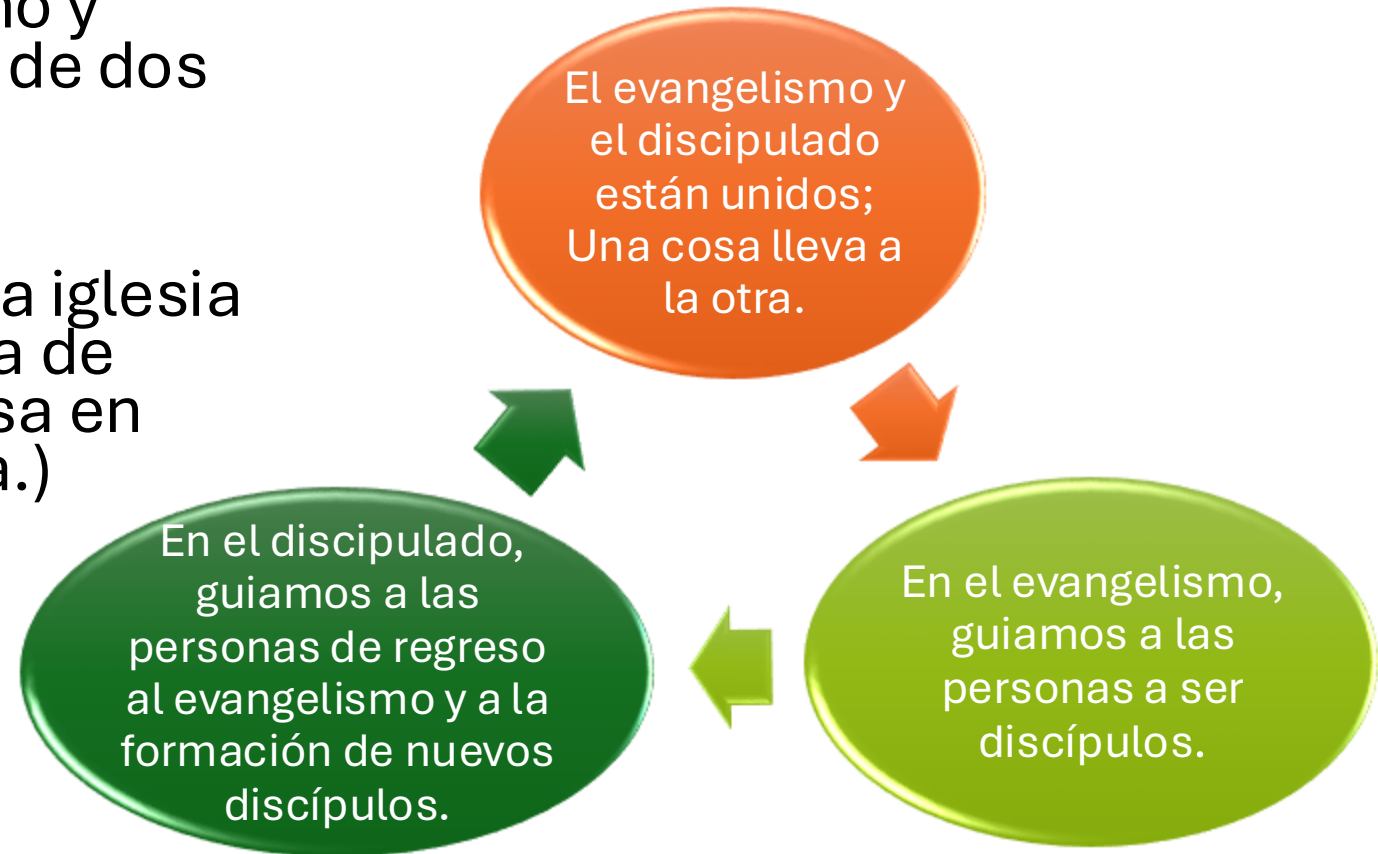 no y
de dos
a iglesia
a de
sa en
a.)
El evangelismo y
el discipulado
están unidos;
Una cosa lleva a
la otra.
En el evangelismo,
guiamos a las
personas a ser
discípulos.
En el discipulado,
guiamos a las
personas de regreso
al evangelismo y a la
formación de nuevos
discípulos.